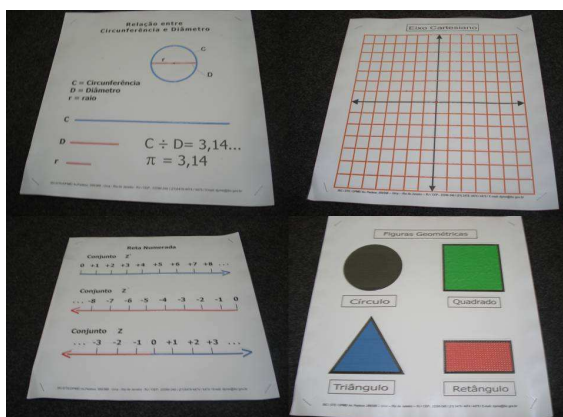 Relação entre
Circunferência e Diâmetro
C
r
D
C = Circunferência
D = Diâmetro
r = raio
C
D
r
C ÷ D= 3,14...
π = 3,14
Eixo Cartesiano
Reta Numerada
Conjunto Z
0 +1 +2 +3 +4 +5 +6 +7 +8 ...
Conjunto Z
... -8 -7 -6 -5 -4 -3 -2 -1 0
Conjunto Z
... -3 -2 -1 0 +1 +2 +3 ...
Figuras Geométricas
Círculo
Quadrado
Triângulo
Retângulo